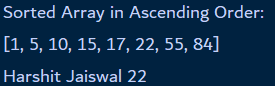 Sorted Array in Ascending Order:
[1, 5, 10, 15, 17, 22, 55, 84]
Harshit Jaiswal 22